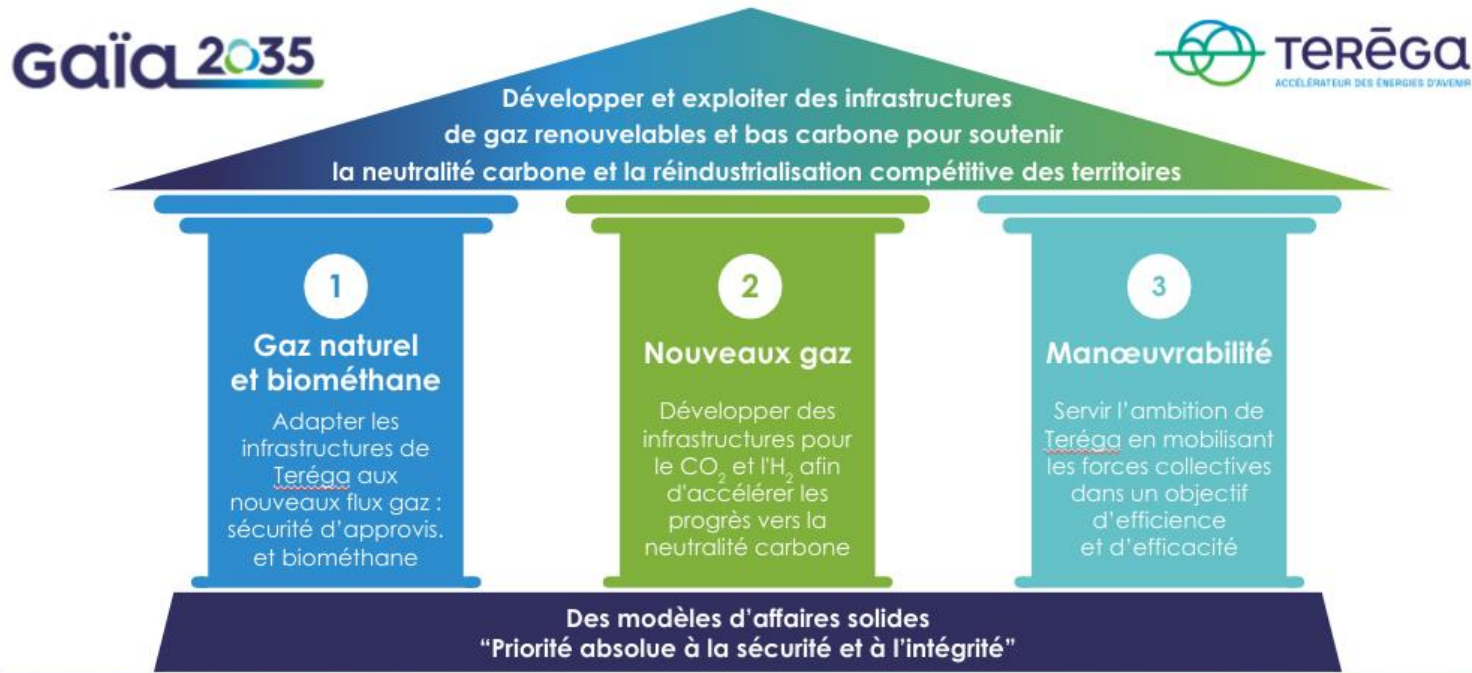 Gaïa 2035
TERĒGA
ACCÉLÉRATEUR DES ÉNERGIES D'AVENIR
Développer et exploiter des infrastructures
de gaz renouvelables et bas carbone pour soutenir
la neutralité carbone et la réindustrialisation compétitive des territoires
1
Gaz naturel
et biométhane
Adapter les
infrastructures de
Teréga aux
nouveaux flux gaz :
sécurité d’approvis.
et biométhane
2
Nouveaux gaz
Développer des
infrastructures pour
le CO₂ et l'H₂ afin
d'accélérer les
progrès vers la
neutralité carbone
3
Manœuvrabilité
Servir l’ambition de
Teréga en mobilisant
les forces collectives
dans un objectif
d’efficience
et d’efficacité
Des modèles d’affaires solides
“Priorité absolue à la sécurité et à l’intégrité”